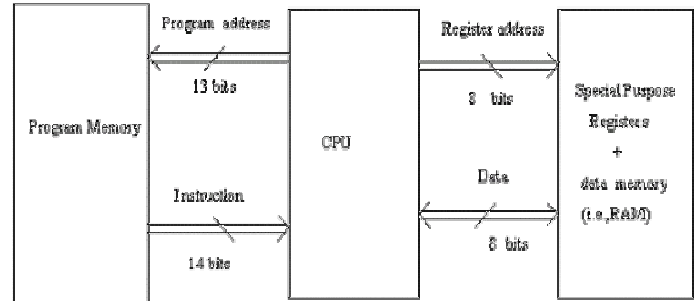 Program address
Register address
13 bits
8 bits
Special Purpose
Registers
+
data memory
(i.e.,RAM)
Program Memory
CPU
Data
Instruction
8 bits
14 bits